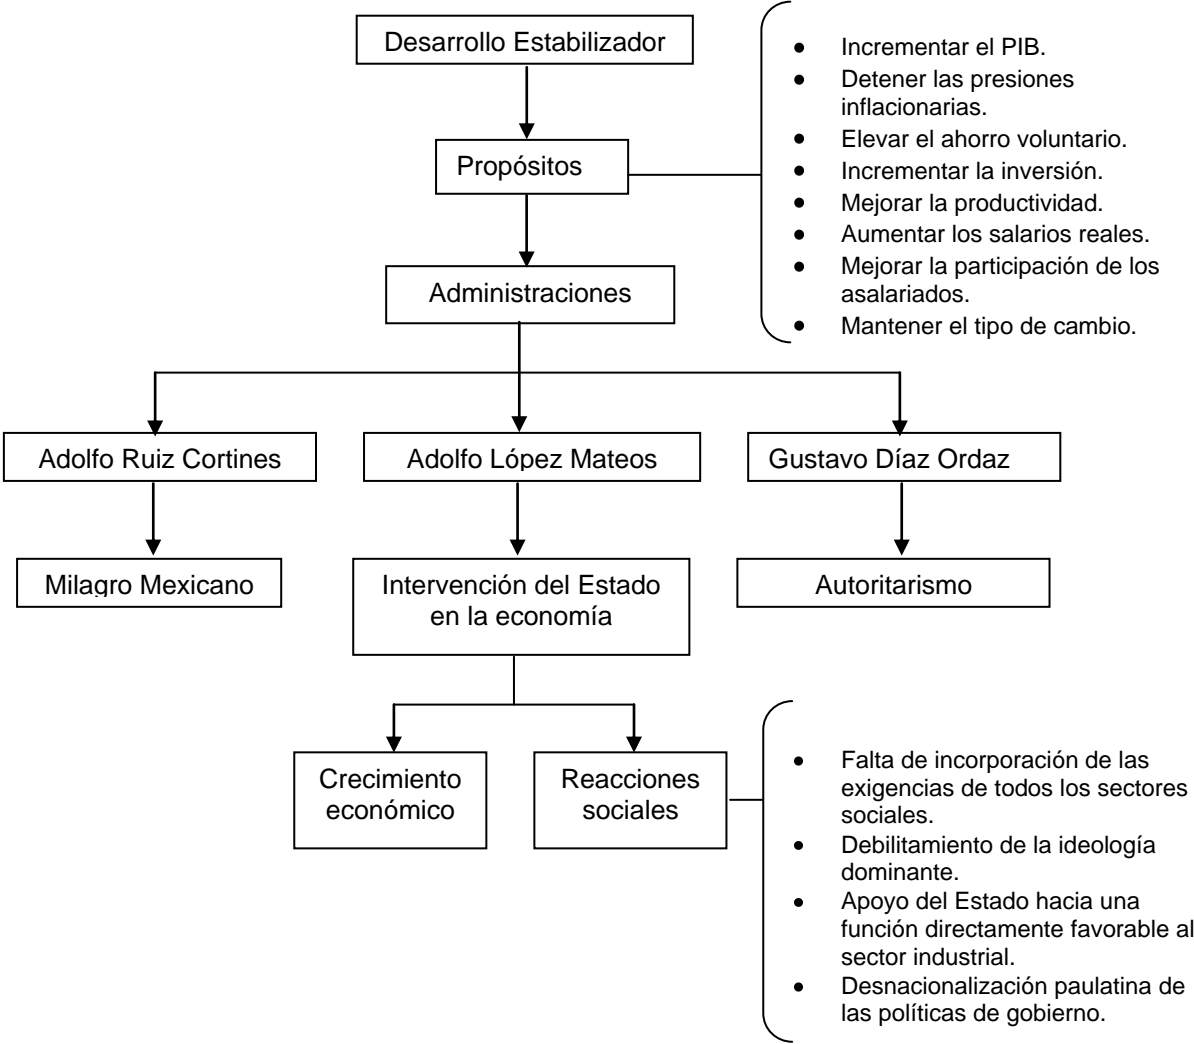 Desarrollo Estabilizador
Propósitos
• Incrementar el PIB.
• Detener las presiones
inflacionarias.
• Elevar el ahorro voluntario.
• Incrementar la inversión.
• Mejorar la productividad.
• Aumentar los salarios reales.
• Mejorar la participación de los
asalariados.
• Mantener el tipo de cambio.
Administraciones
Adolfo Ruiz Cortines
Adolfo López Mateos
Gustavo Díaz Ordaz
Milagro Mexicano
Intervención del Estado
en la economía
Autoritarismo
Crecimiento
económico
Reacciones
sociales
• Falta de incorporación de las
exigencias de todos los sectores
sociales.
• Debilitamiento de la ideología
dominante.
• Apoyo del Estado hacia una
función directamente favorable al
sector industrial.
• Desnacionalización paulatina de
las políticas de gobierno.